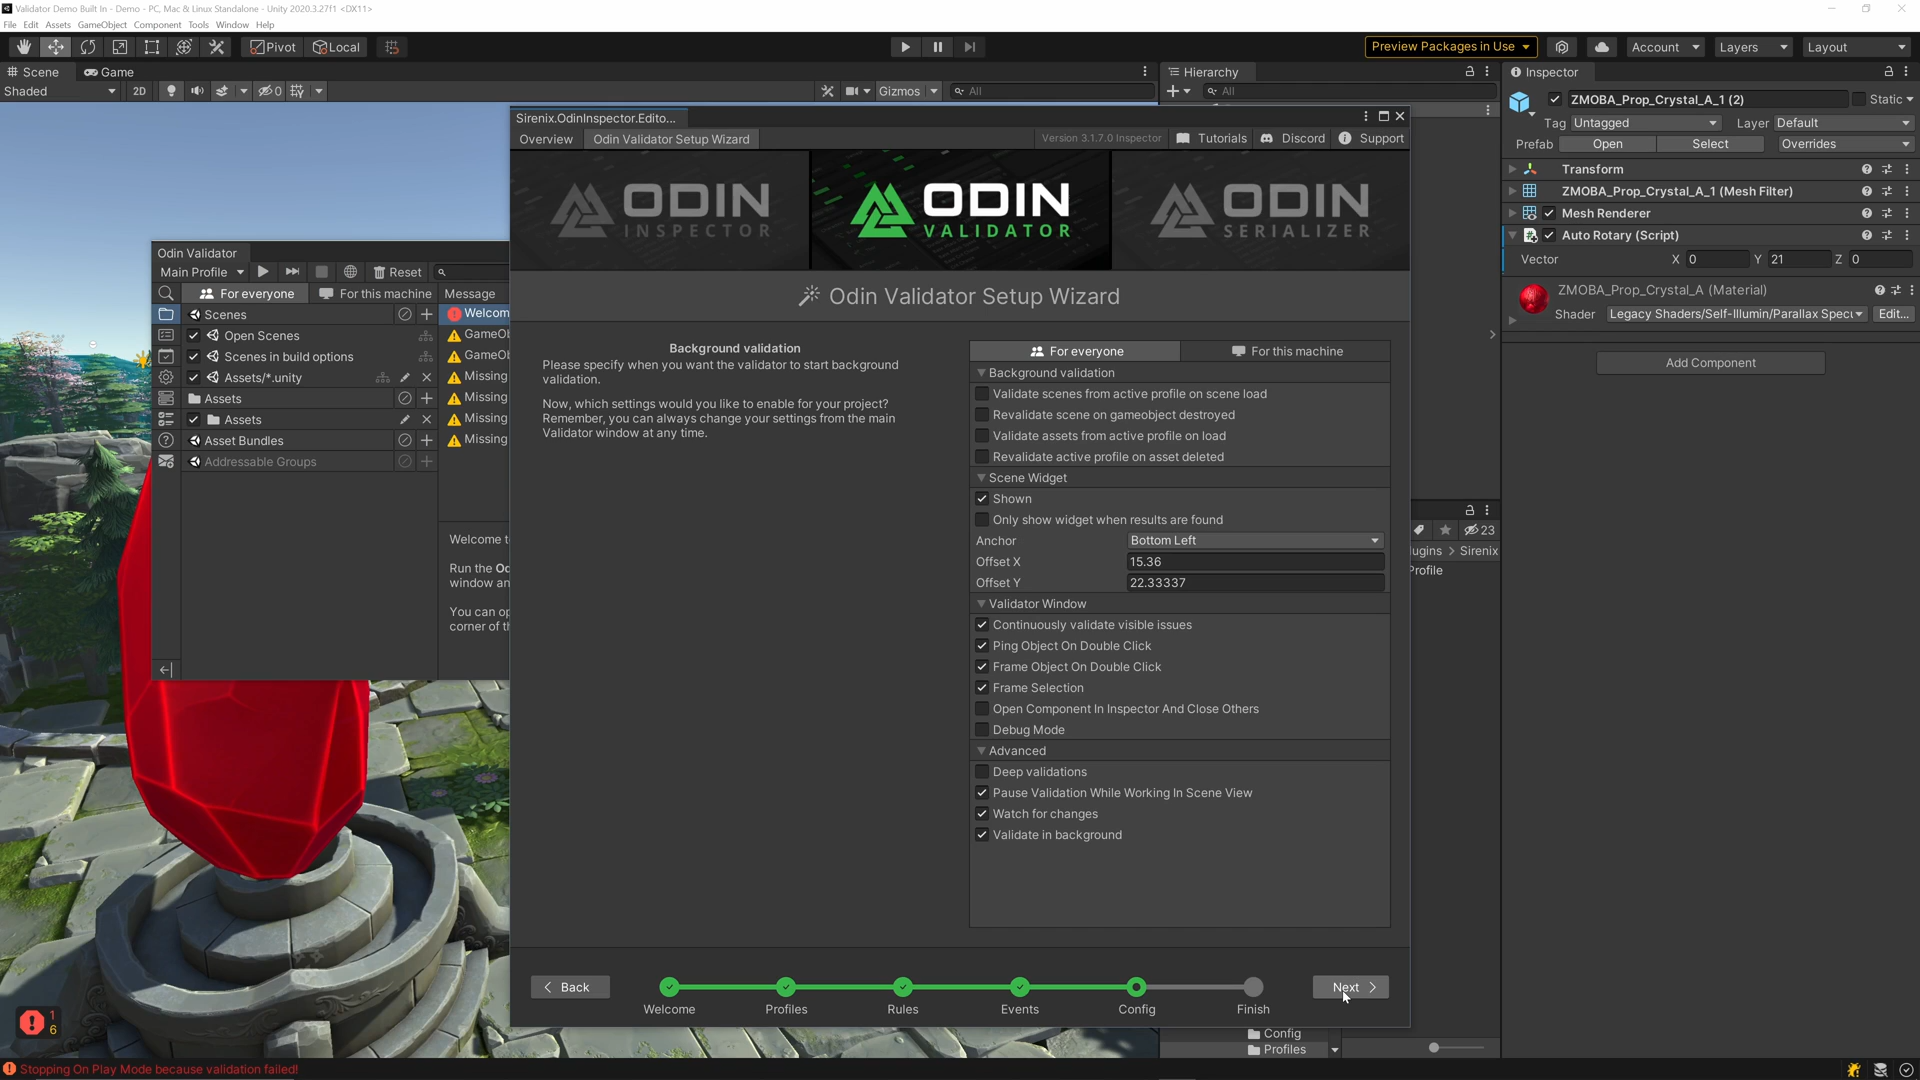 Validator Demo Built In - Demo - PC, Mac & Linux Standalone - Unity 2020.3.27f1 <DX11>
File Edit Assets GameObject Component Tools Window Help
Pivot Local
Preview Packages in Use
Account Layers Layout
Scene Game
Shaded 2D 0 Gizmos All
Hierarchy
All
Inspector
ZMOBA_Prop_Crystal_A_1 (2) Static
Tag Untagged Layer Default
Prefab Open Select Overrides
Transform
ZMOBA_Prop_Crystal_A_1 (Mesh Filter)
Mesh Renderer
Auto Rotary (Script)
Vector X 0 Y 21 Z 0
ZMOBA_Prop_Crystal_A (Material)
Shader Legacy Shaders/Self-Illumin/Parallax Specu Edit...
Add Component
23
lugins > Sirenix
Profile
Config
Profiles
Odin Validator
Main Profile Reset
For everyone For this machine Message
Scenes
Open Scenes
Scenes in build options
Assets/*.unity
Assets
Assets
Asset Bundles
Addressable Groups
Welcom
GameOb
GameOb
Missing
Missing
Missing
Missing
Welcome t
Run the Oc
window an
You can op
corner of th
Sirenix.OdinInspector.Edito...
Overview Odin Validator Setup Wizard Version 3.1.7.0 Inspector Tutorials Discord Support
ODIN INSPECTOR
ODIN VALIDATOR
ODIN SERIALIZER
Odin Validator Setup Wizard
Background validation
Please specify when you want the validator to start background
validation.
Now, which settings would you like to enable for your project?
Remember, you can always change your settings from the main
Validator window at any time.
For everyone For this machine
Background validation
Validate scenes from active profile on scene load
Revalidate scene on gameobject destroyed
Validate assets from active profile on load
Revalidate active profile on asset deleted
Scene Widget
Shown
Only show widget when results are found
Anchor Bottom Left
Offset X 15.36
Offset Y 22.33337
Validator Window
Continuously validate visible issues
Ping Object On Double Click
Frame Object On Double Click
Frame Selection
Open Component In Inspector And Close Others
Debug Mode
Advanced
Deep validations
Pause Validation While Working In Scene View
Watch for changes
Validate in background
Back Next
Welcome Profiles Rules Events Config Finish
1
6
Stopping On Play Mode because validation failed!